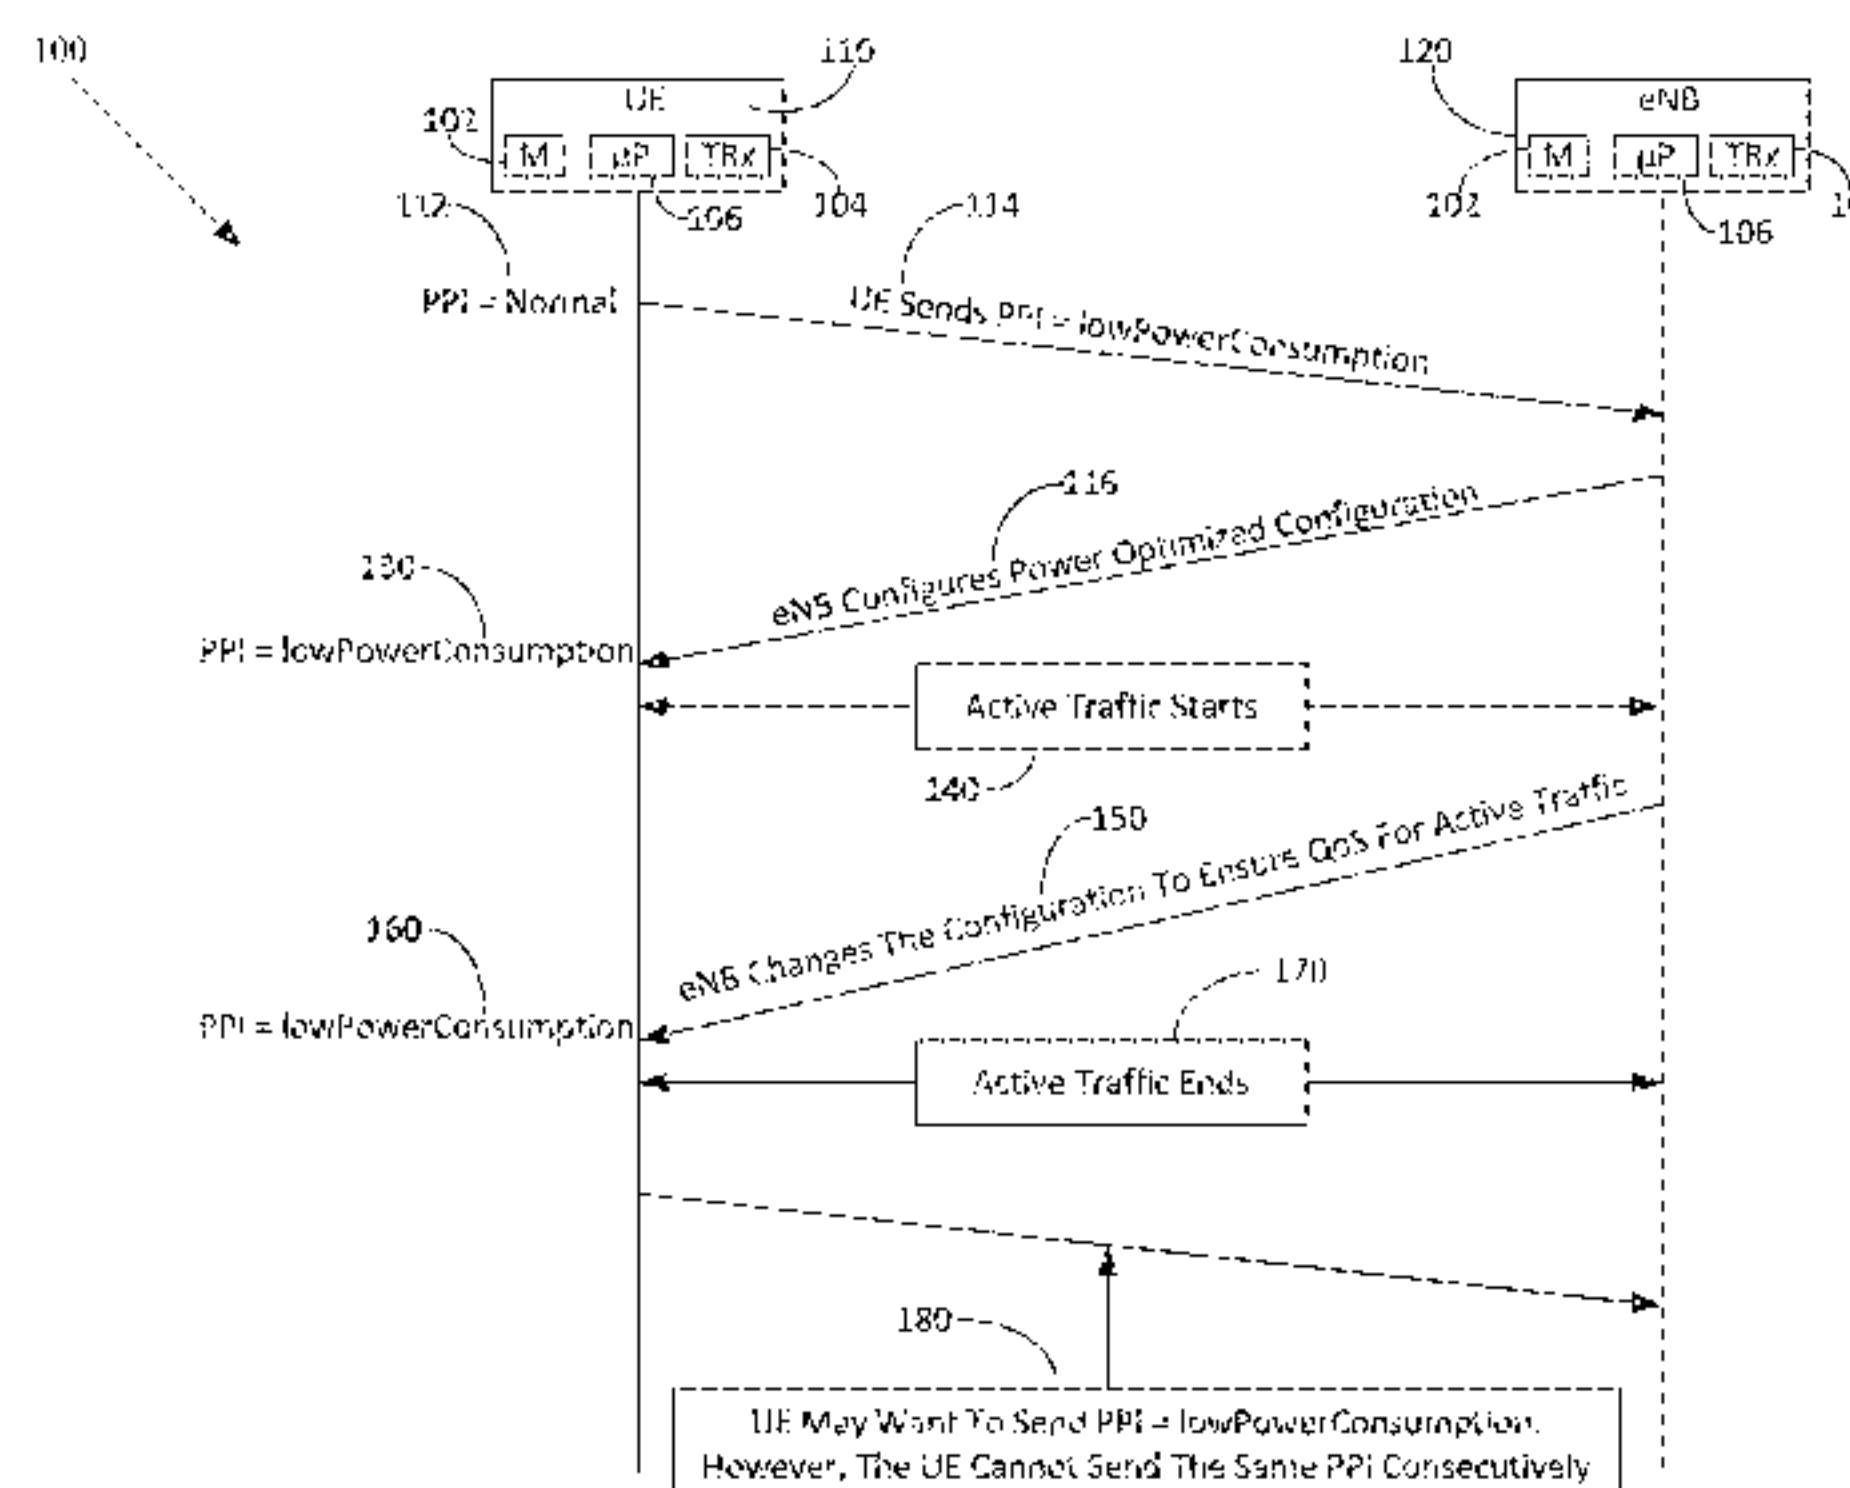 100
110
120
UE
eNB
102
M
μP
TRx
M
μP
TRx
112
106
104
114
102
106
PPI = Normal
UE Sends PPI = lowPowerConsumption
116
eNB Configures Power Optimized Configuration
130
PPI = lowPowerConsumption
Active Traffic Starts
140
150
eNB Changes The Configuration To Ensure QoS For Active Traffic
160
170
PPI = lowPowerConsumption
Active Traffic Ends
180
UE May Want To Send PPI = lowPowerConsumption.
However, The UE Cannot Send The Same PPI Consecutively